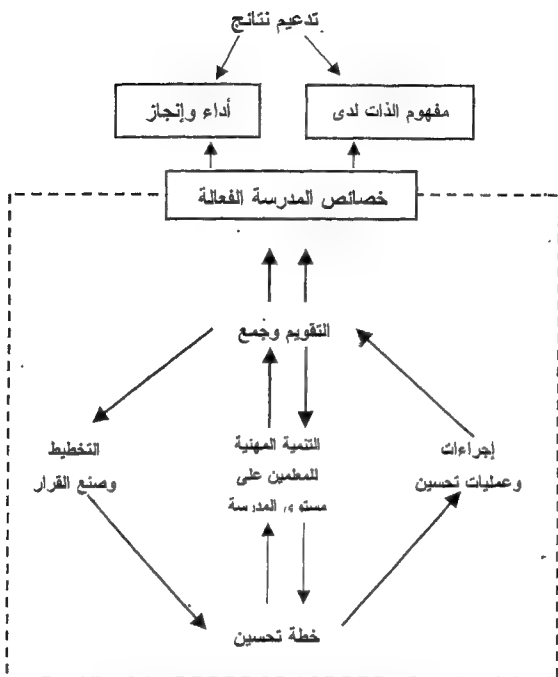 تدعيم نتائج
مفهوم الذات لدى
أداء وإنجاز
خصائص المدرسة الفعالة
التقويم وجمع
إجراءات
وعمليات تحسين
التنمية المهنية
للمعلمين على
مستوى المدرسة
التخطيط
وصنع القرار
خطة تحسين